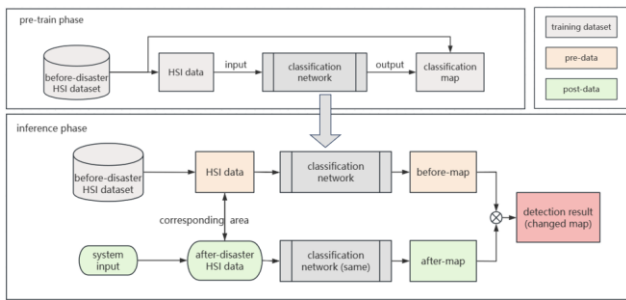 pre-train phase
before-disaster
HSI dataset
HSI data
input
classification
network
output
classification
map
training dataset
pre-data
post-data
inference phase
before-disaster
HSI dataset
HSI data
classification
network
before-map
corresponding area
detection result
(changed map)
system
input
after-disaster
HSI data
classification
network (same)
after-map